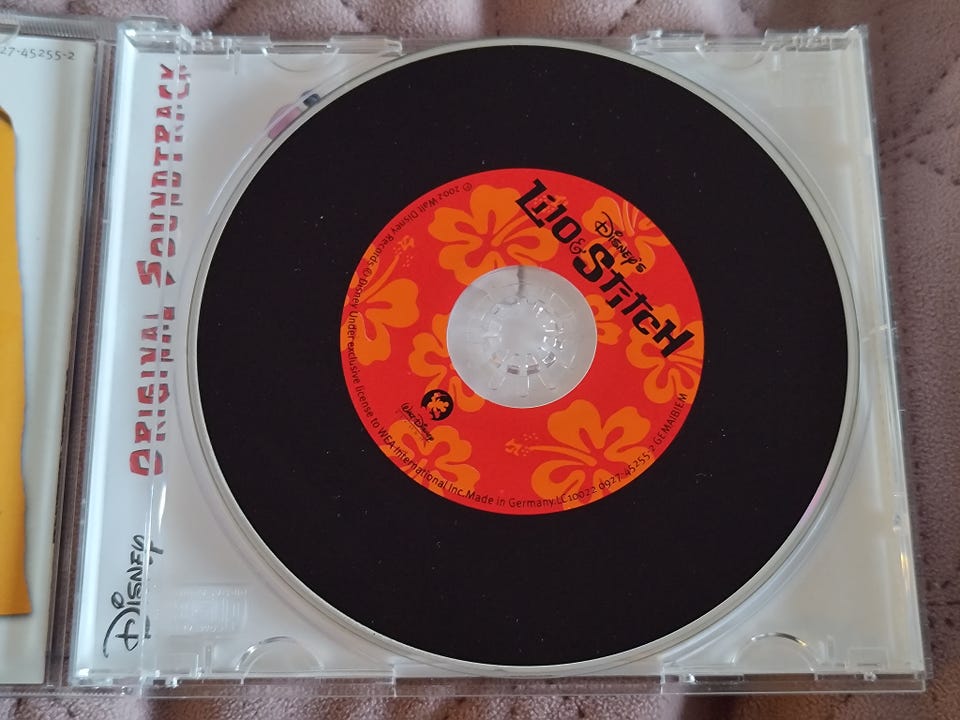 27-45255-2
ORIGINAL SOUNDTRACK
DISNEY
DISNEY'S
Lilo & Stitch
℗ 2002 Walt Disney Records © Disney Under exclusive license to WEA International Inc. Made in Germany. LC10022 0927-45255-2 GEMA/BIEM
WALT DISNEY